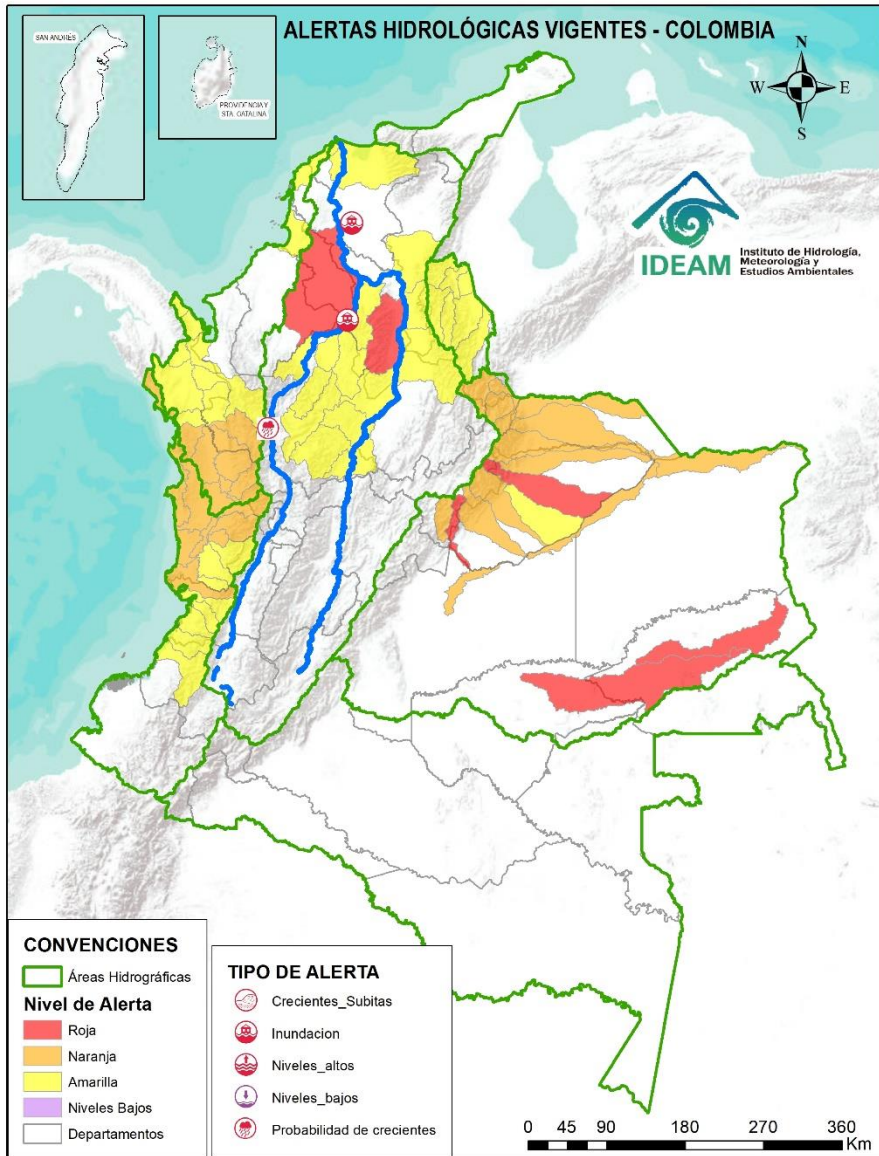 ALERTAS HIDROLÓGICAS VIGENTES - COLOMBIA
SAN ANDRÉS
PROVIDENCIA Y
STA. CATALINA
N
W
E
S
IDEAM
Instituto de Hidrología,
Meteorología y
Estudios Ambientales
CONVENCIONES
Áreas Hidrográficas
Nivel de Alerta
Roja
Naranja
Amarilla
Niveles Bajos
Departamentos
TIPO DE ALERTA
Crecientes_Subitas
Inundacion
Niveles_altos
Niveles_bajos
Probabilidad de crecientes
0 45 90 180 270 360
Km